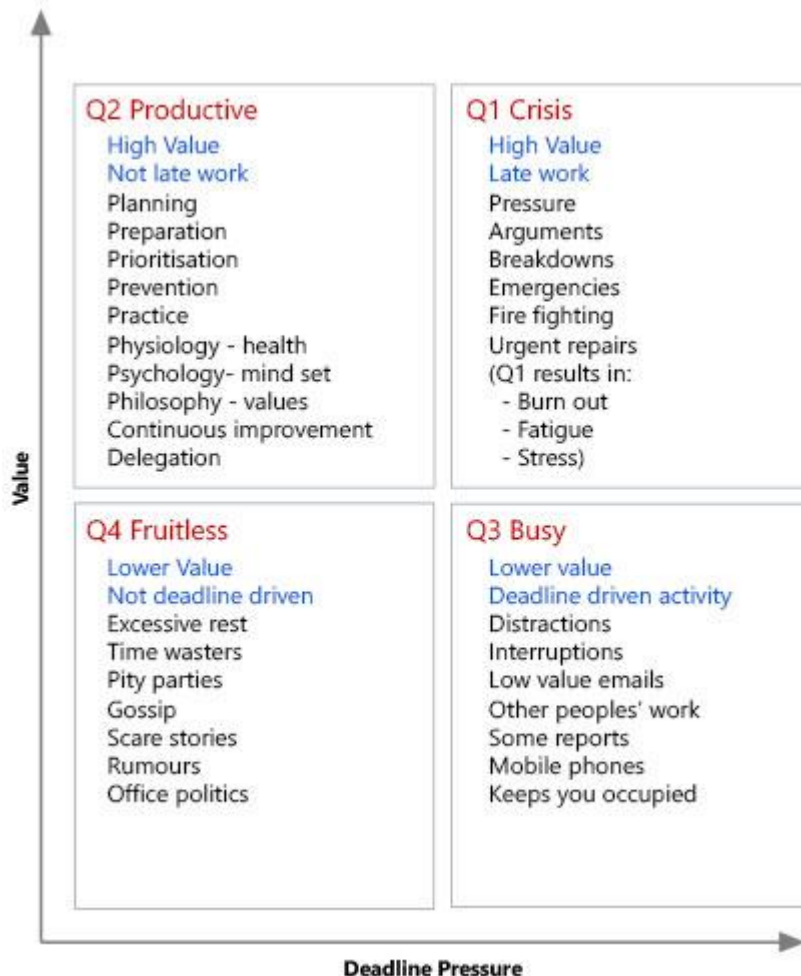 Value
Q2 Productive
High Value
Not late work
Planning
Preparation
Prioritisation
Prevention
Practice
Physiology - health
Psychology- mind set
Philosophy - values
Continuous improvement
Delegation
Q1 Crisis
High Value
Late work
Pressure
Arguments
Breakdowns
Emergencies
Fire fighting
Urgent repairs
(Q1 results in:
- Burn out
- Fatigue
- Stress)
Q4 Fruitless
Lower Value
Not deadline driven
Excessive rest
Time wasters
Pity parties
Gossip
Scare stories
Rumours
Office politics
Q3 Busy
Lower value
Deadline driven activity
Distractions
Interruptions
Low value emails
Other peoples' work
Some reports
Mobile phones
Keeps you occupied
Deadline Pressure